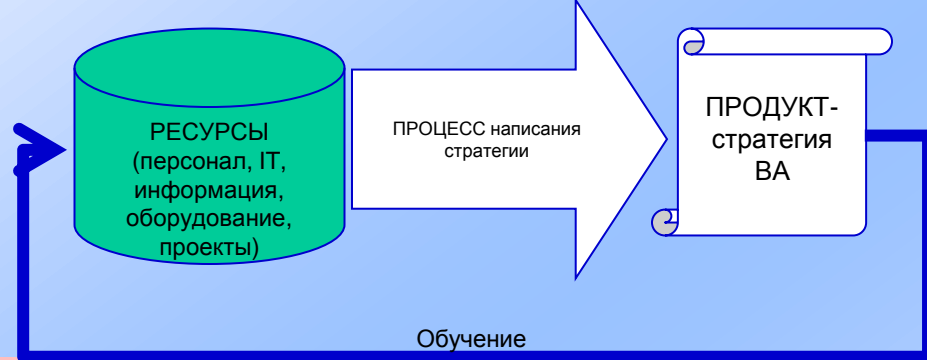 РЕСУРСЫ
(персонал, IT,
информация,
оборудование,
проекты)
ПРОЦЕСС написания
стратегии
ПРОДУКТ-
стратегия
ВА
Обучение